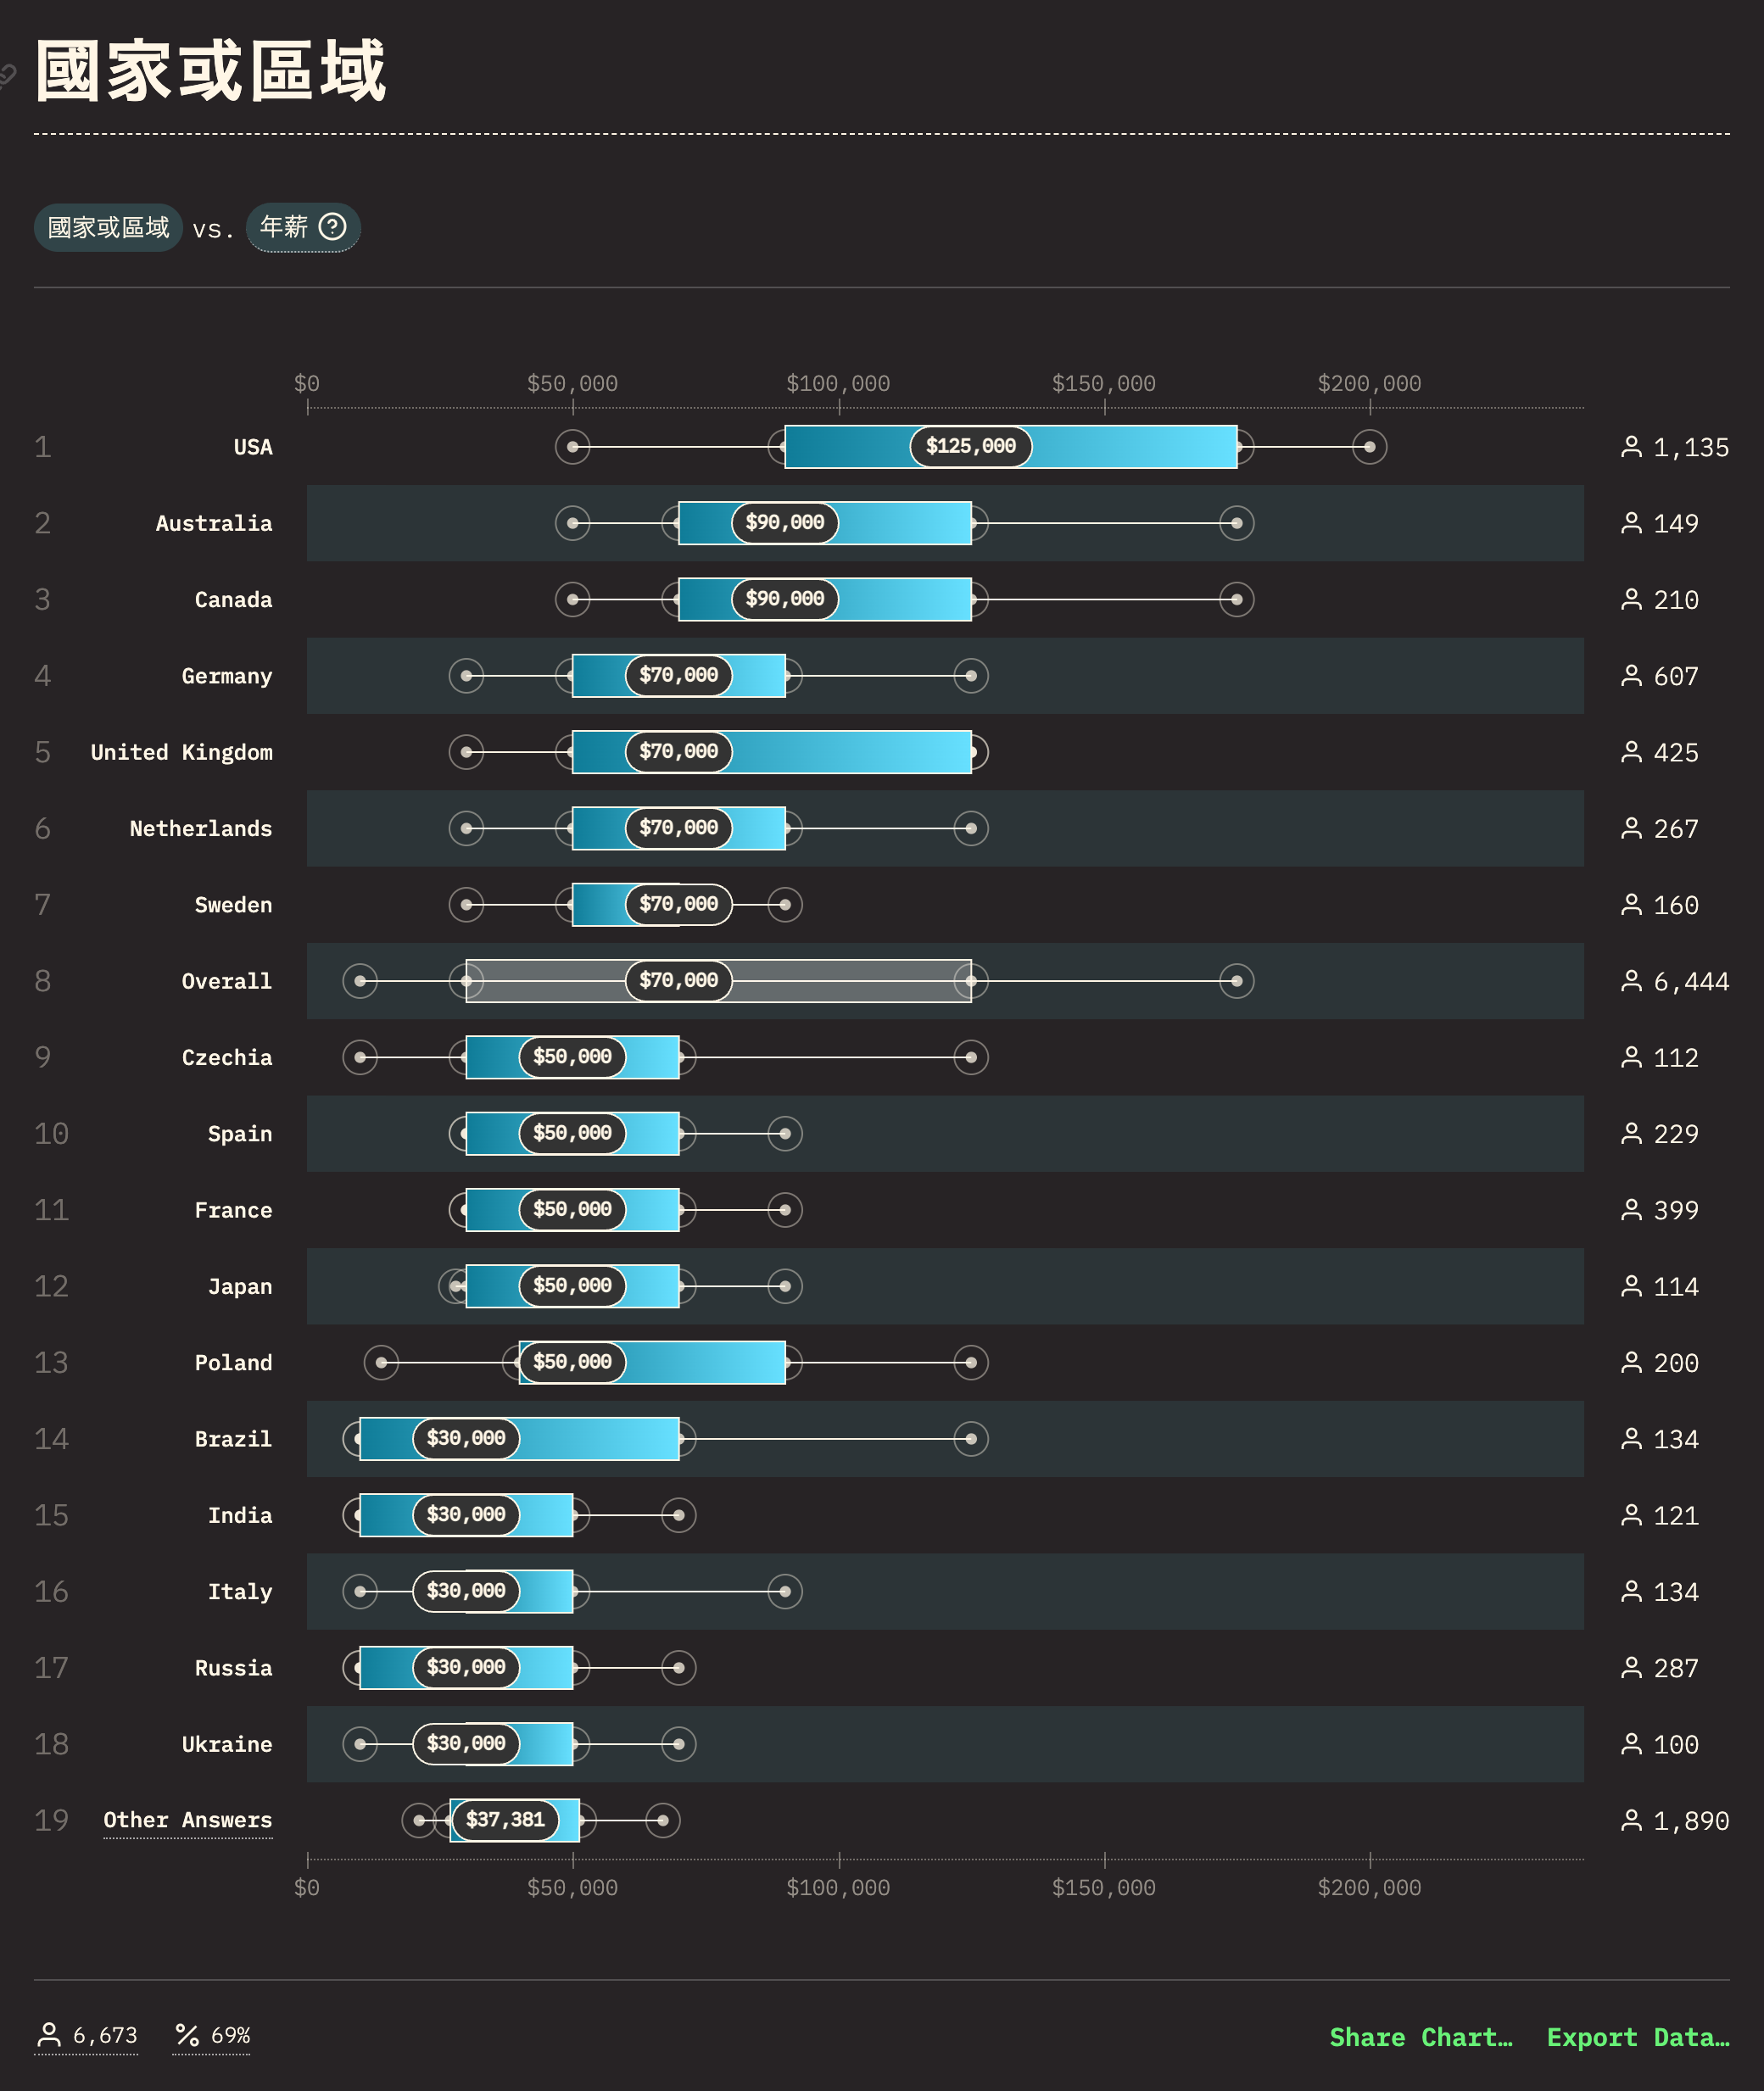 國家或區域
國家或區域 vs. 年薪
$0 $50,000 $100,000 $150,000 $200,000
1 USA $125,000 1,135
2 Australia $90,000 149
3 Canada $90,000 210
4 Germany $70,000 607
5 United Kingdom $70,000 425
6 Netherlands $70,000 267
7 Sweden $70,000 160
8 Overall $70,000 6,444
9 Czechia $50,000 112
10 Spain $50,000 229
11 France $50,000 399
12 Japan $50,000 114
13 Poland $50,000 200
14 Brazil $30,000 134
15 India $30,000 121
16 Italy $30,000 134
17 Russia $30,000 287
18 Ukraine $30,000 100
19 Other Answers $37,381 1,890
$0 $50,000 $100,000 $150,000 $200,000
6,673 69% Share Chart… Export Data…